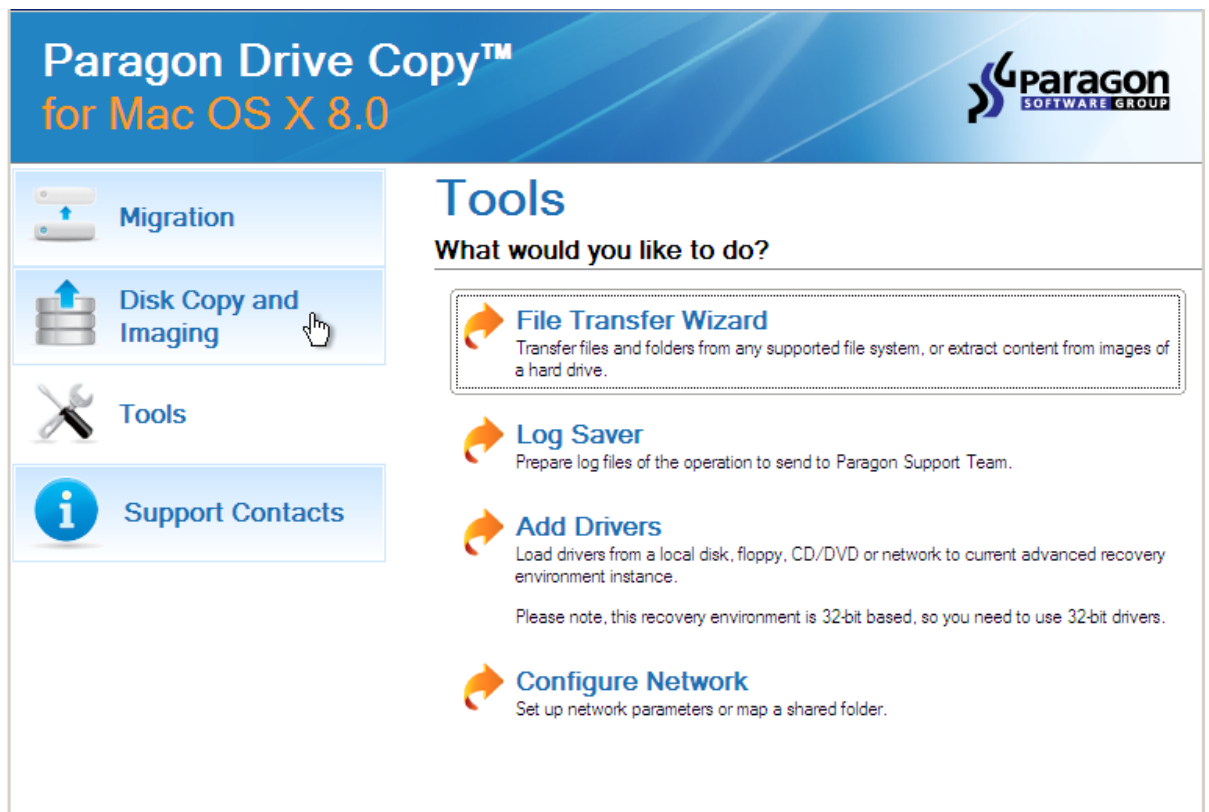 Paragon Drive Copy™
for Mac OS X 8.0
Paragon
SOFTWARE GROUP
Migration
Disk Copy and
Imaging
Tools
Support Contacts
Tools
What would you like to do?
File Transfer Wizard
Transfer files and folders from any supported file system, or extract content from images of
a hard drive.
Log Saver
Prepare log files of the operation to send to Paragon Support Team.
Add Drivers
Load drivers from a local disk, floppy, CD/DVD or network to current advanced recovery
environment instance.
Please note, this recovery environment is 32-bit based, so you need to use 32-bit drivers.
Configure Network
Set up network parameters or map a shared folder.